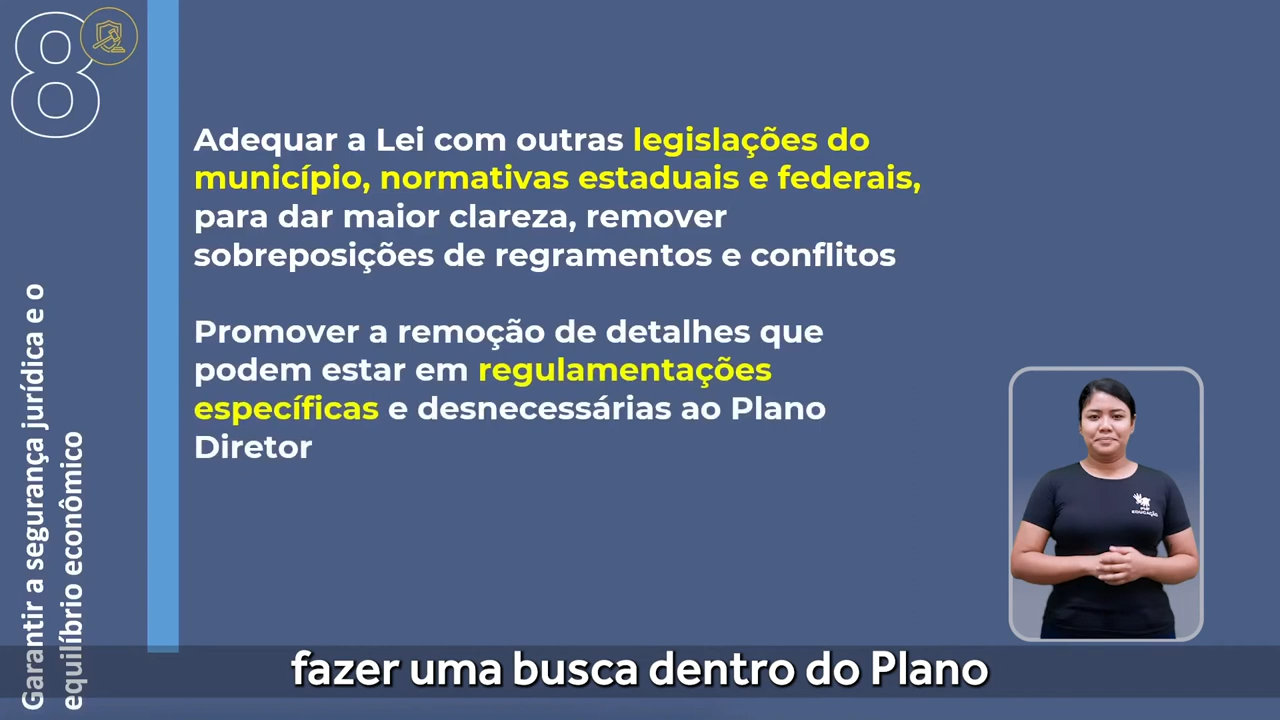 8
Garantir a segurança jurídica e o
equilíbrio econômico
Adequar a Lei com outras legislações do
município, normativas estaduais e federais,
para dar maior clareza, remover
sobreposições de regramentos e conflitos
Promover a remoção de detalhes que
podem estar em regulamentações
específicas e desnecessárias ao Plano
Diretor
EDUCAÇÃO
fazer uma busca dentro do Plano